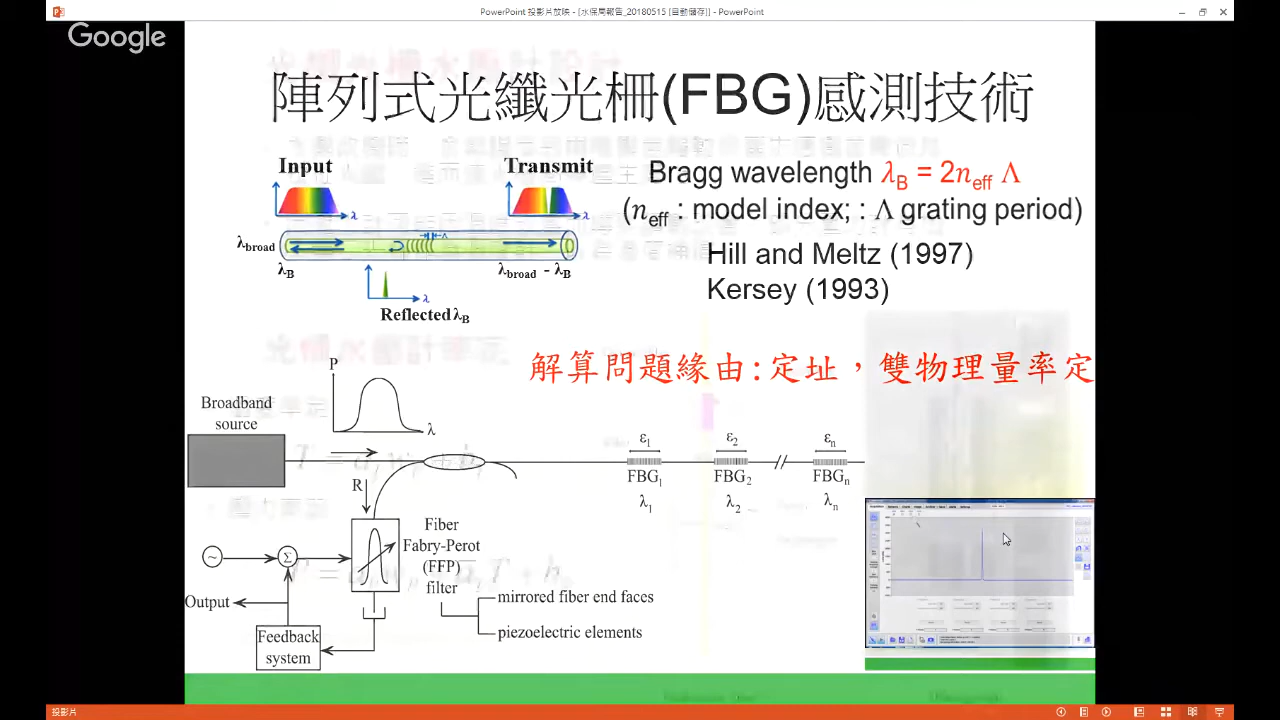 PowerPoint 投影片放映 - [水保局報告_20180515 [自動儲存]] - PowerPoint
Google
陣列式光纖光柵(FBG)感測技術
Input
Transmit
Bragg wavelength λB = 2neff Λ
(neff : model index; : Λ grating period)
Hill and Meltz (1997)
Kersey (1993)
λ
λ
λbroad
Λ
λB
λbroad - λB
λ
Reflected λB
解算問題緣由:定址，雙物理量率定
P
λ
Broadband
source
R
ε1
ε2
εn
FBG1
FBG2
FBGn
λ1
λ2
λn
Fiber
Fabry-Perot
(FFP)
filter
~
Σ
Output
Feedback
system
mirrored fiber end faces
piezoelectric elements
投影片